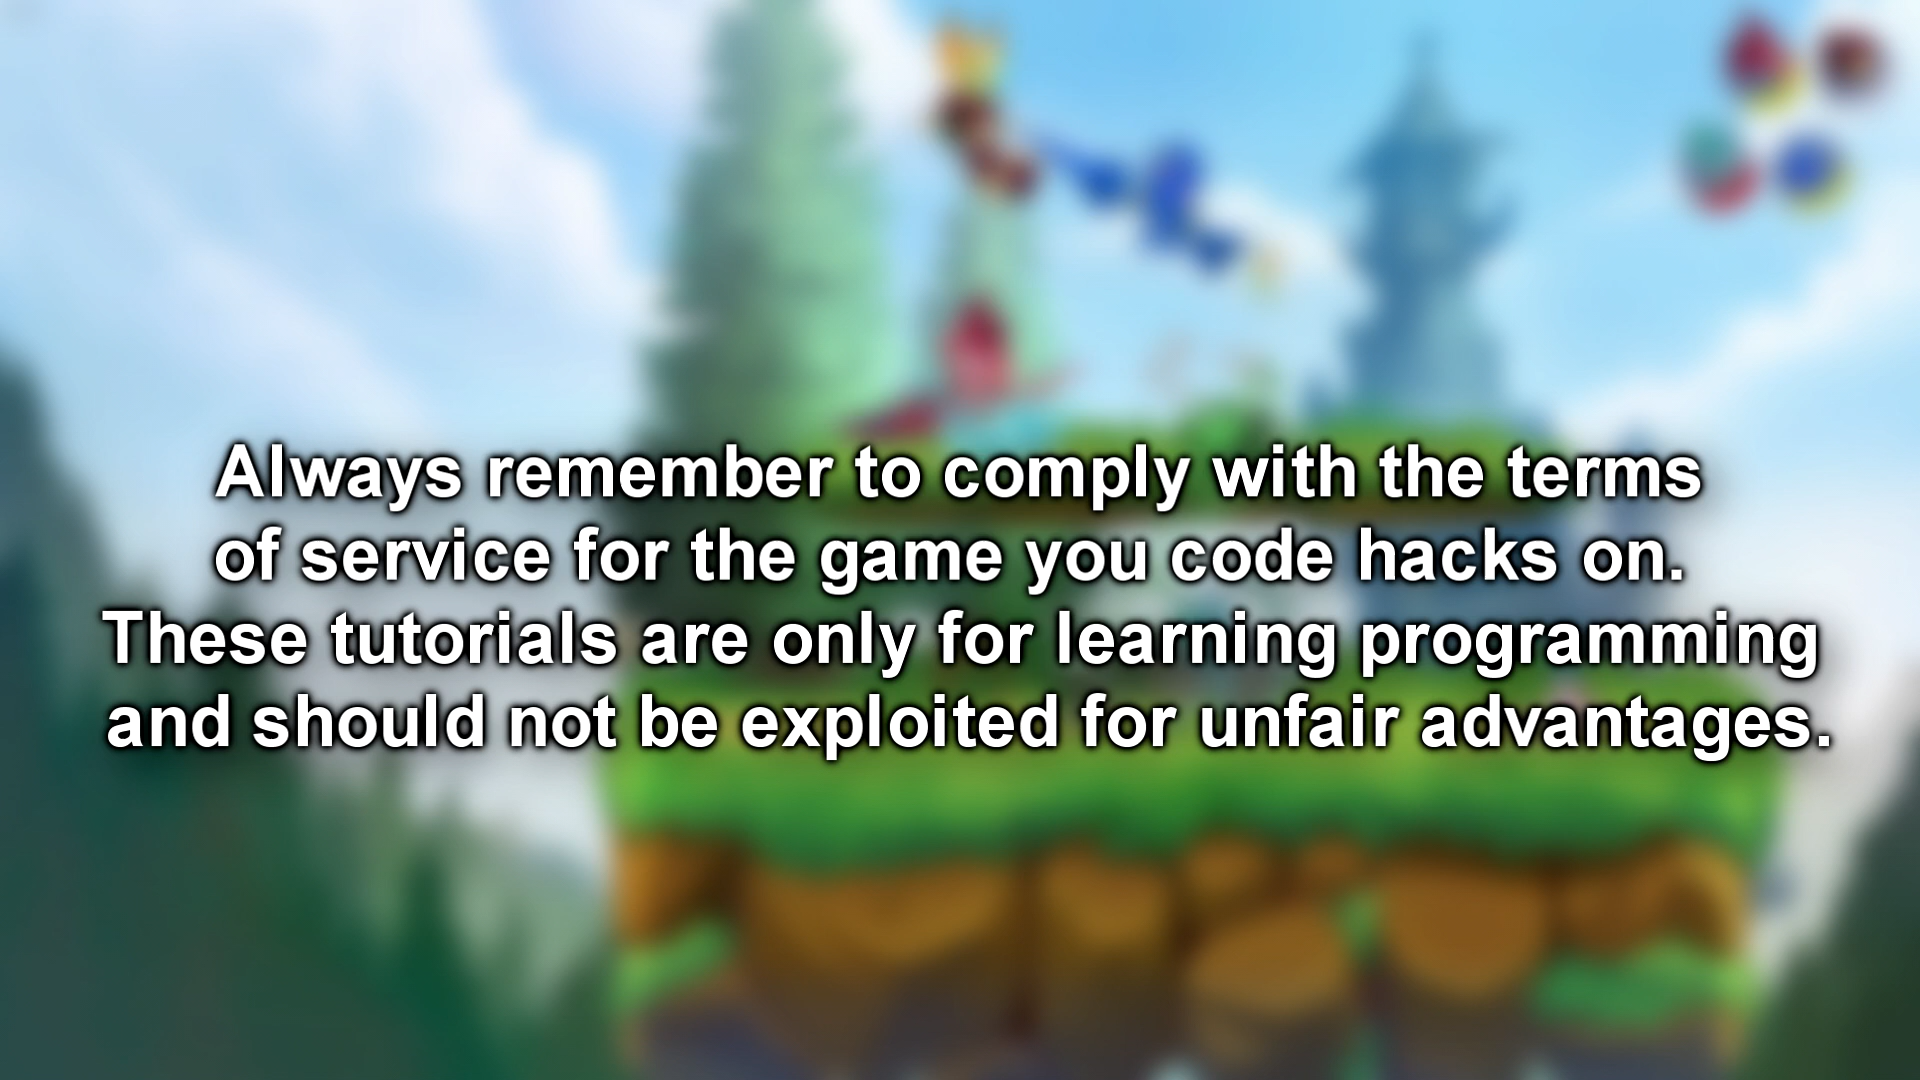 Always remember to comply with the terms
of service for the game you code hacks on.
These tutorials are only for learning programming
and should not be exploited for unfair advantages.